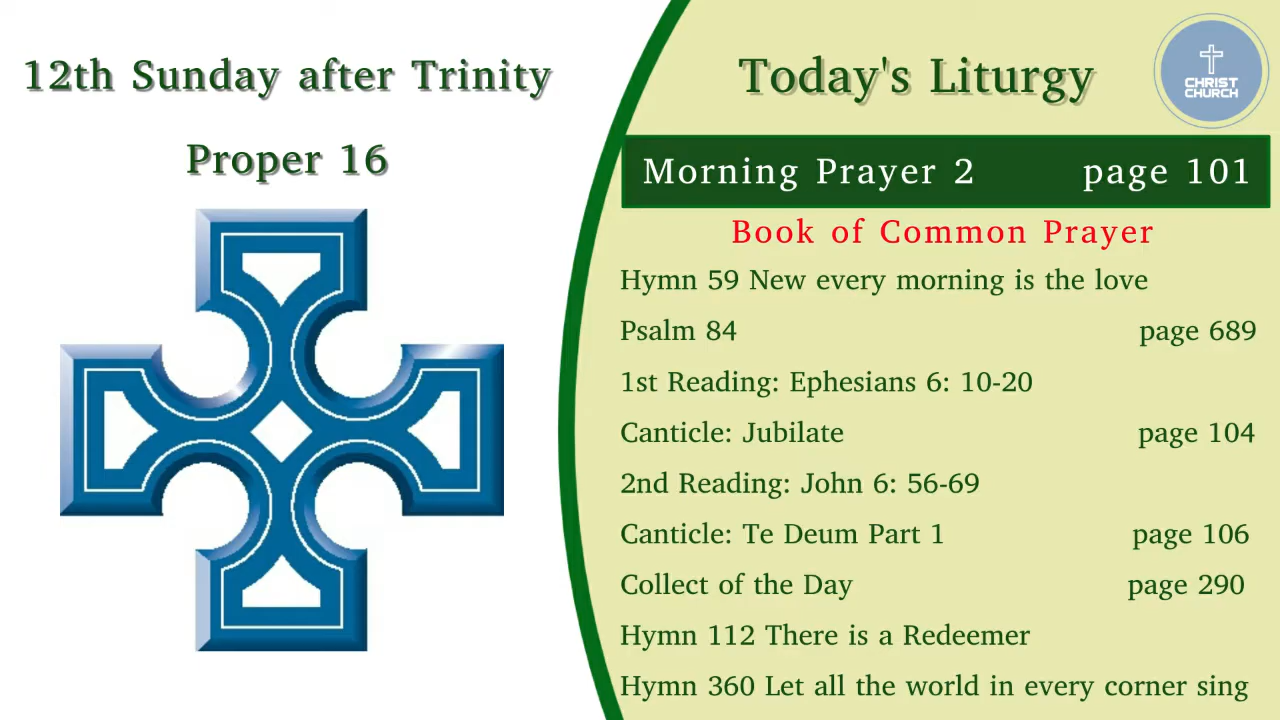 12th Sunday after Trinity
Proper 16
Today's Liturgy
CHRIST
CHURCH
Morning Prayer 2 page 101
Book of Common Prayer
Hymn 59 New every morning is the love
Psalm 84 page 689
1st Reading: Ephesians 6: 10-20
Canticle: Jubilate page 104
2nd Reading: John 6: 56-69
Canticle: Te Deum Part 1 page 106
Collect of the Day page 290
Hymn 112 There is a Redeemer
Hymn 360 Let all the world in every corner sing